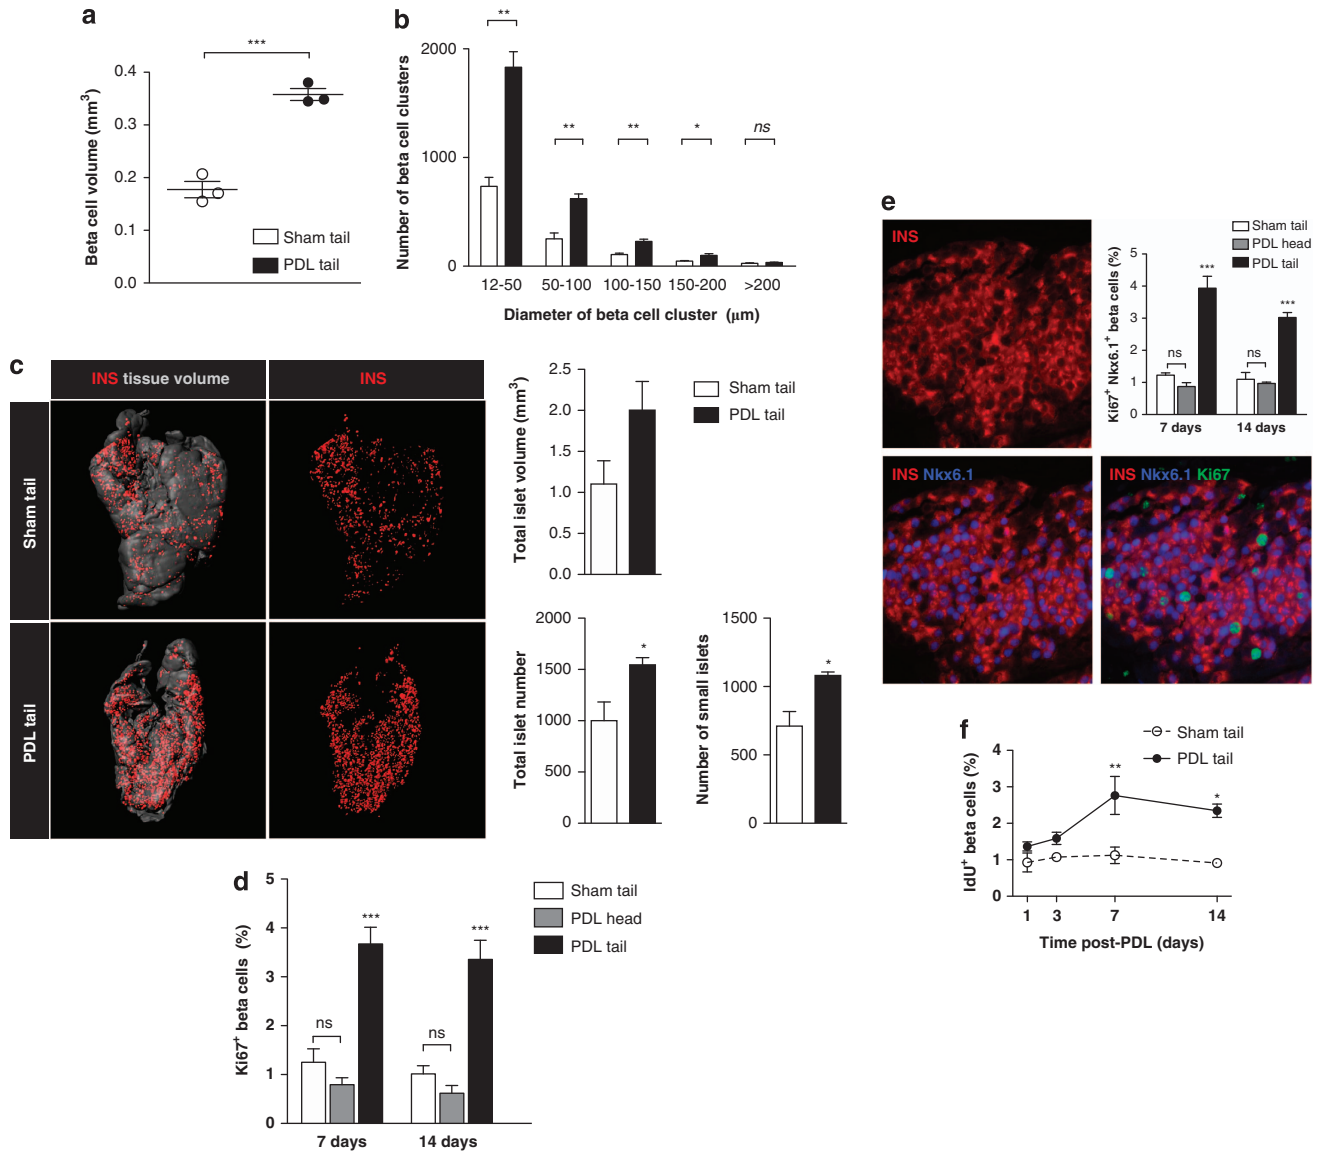 a
***
Beta cell volume (mm3)
0.4
0.3
0.2
0.1
0.0
Sham tail
PDL tail
b
**
Number of beta cell clusters
2000
1000
0
** ** * ns
12-50 50-100 100-150 150-200 >200
Diameter of beta cell cluster (μm)
c
INS tissue volume
INS
Sham tail
PDL tail
Total islet volume (mm3)
2.5
2.0
1.5
1.0
0.5
0.0
Sham tail
PDL tail
Total islet number
2000
1500
1000
500
0
*
Number of small islets
1500
1000
500
0
*
d
Ki67+ beta cells (%)
5
4
3
2
1
0
ns *** ns ***
7 days 14 days
Sham tail
PDL head
PDL tail
e
INS
Sham tail
PDL head
PDL tail
Ki67+ Nkx6.1+ beta cells (%)
5
4
3
2
1
0
ns *** ns ***
7 days 14 days
INS Nkx6.1
INS Nkx6.1 Ki67
f
Sham tail
PDL tail
IdU+ beta cells (%)
4
3
2
1
0
** *
1 3 7 14
Time post-PDL (days)